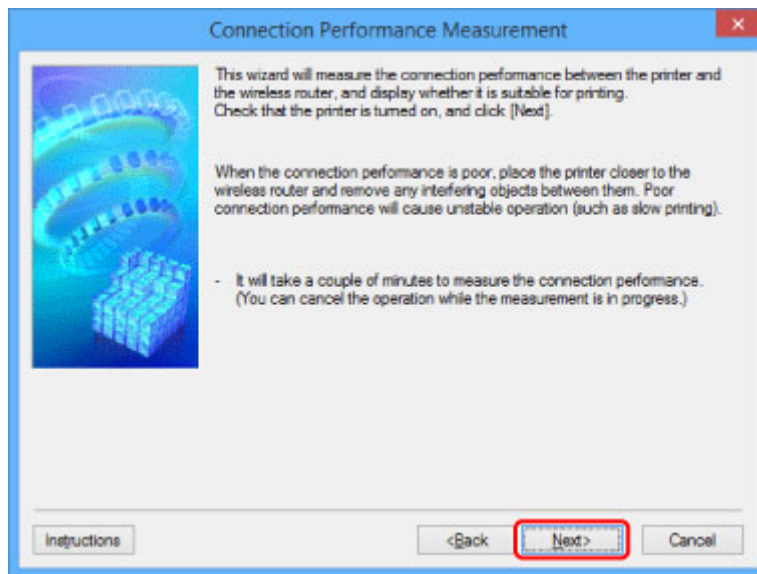 Connection Performance Measurement
This wizard will measure the connection performance between the printer and
the wireless router, and display whether it is suitable for printing.
Check that the printer is turned on, and click [Next].
When the connection performance is poor, place the printer closer to the
wireless router and remove any interfering objects between them. Poor
connection performance will cause unstable operation (such as slow printing).
- It will take a couple of minutes to measure the connection performance.
(You can cancel the operation while the measurement is in progress.)
Instructions
<Back
Next>
Cancel